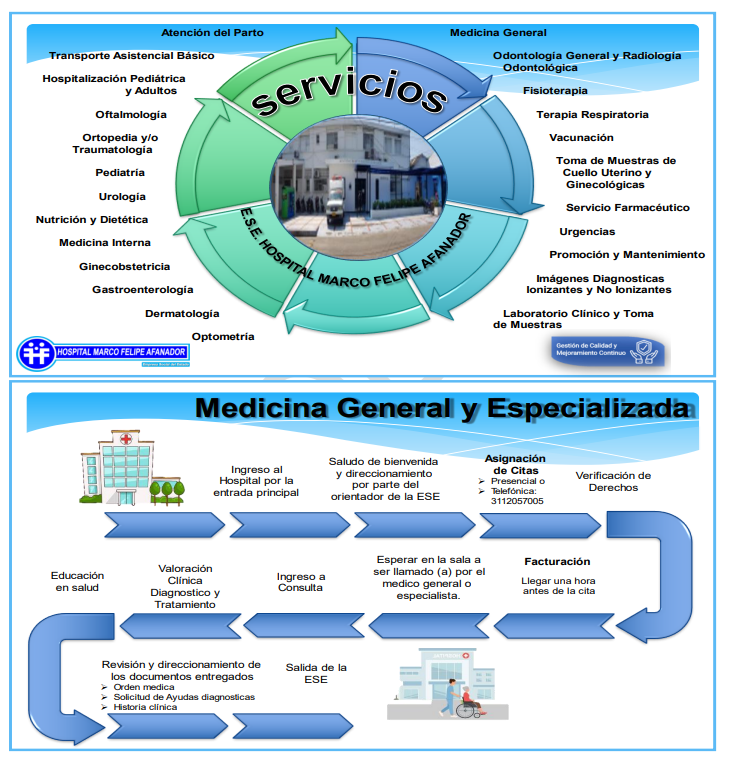 servicios
E.S.E. HOSPITAL MARCO FELIPE AFANADOR
Atención del Parto
Transporte Asistencial Básico
Hospitalización Pediátrica
y Adultos
Oftalmología
Ortopedia y/o
Traumatología
Pediatría
Urología
Nutrición y Dietética
Medicina Interna
Ginecobstetricia
Gastroenterología
Dermatología
Optometría
Medicina General
Odontología General y Radiología
Odontológica
Fisioterapia
Terapia Respiratoria
Vacunación
Toma de Muestras de
Cuello Uterino y
Ginecológicas
Servicio Farmacéutico
Urgencias
Promoción y Mantenimiento
Imágenes Diagnosticas
Ionizantes y No Ionizantes
Laboratorio Clínico y Toma
de Muestras
HOSPITAL MARCO FELIPE AFANADOR
Gestión de Calidad y
Mejoramiento Continuo
Medicina General y Especializada
Ingreso al
Hospital por la
entrada principal
Saludo de bienvenida
y direccionamiento
por parte del
orientador de la ESE
Asignación
de Citas
➢ Presencial o
➢ Telefónica:
3112057005
Verificación de
Derechos
Facturación
Llegar una hora
antes de la cita
Esperar en la sala a
ser llamado (a) por el
medico general o
especialista.
Ingreso a
Consulta
Valoración
Clínica
Diagnostico y
Tratamiento
Educación
en salud
Revisión y direccionamiento de
los documentos entregados
➢ Orden medica
➢ Solicitud de Ayudas diagnosticas
➢ Historia clínica
Salida de la
ESE